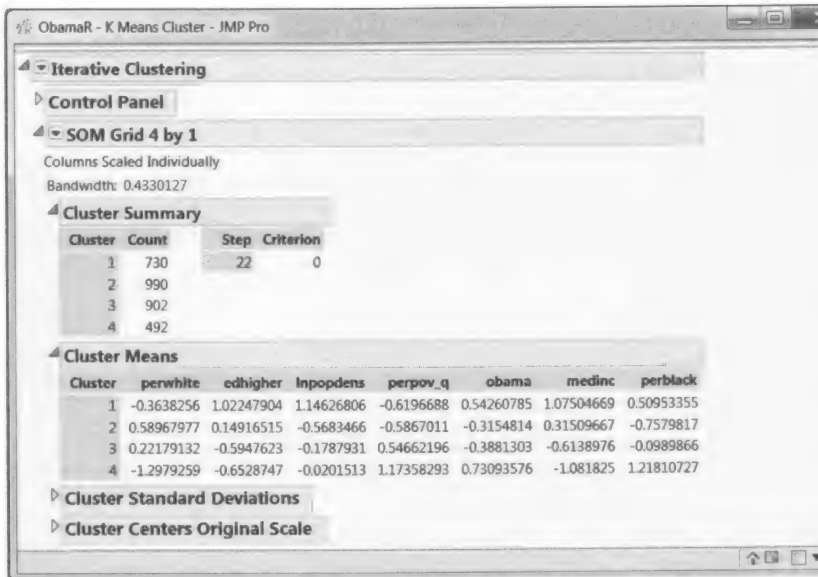 ObamaR - K Means Cluster - JMP Pro
Iterative Clustering
Control Panel
SOM Grid 4 by 1
Columns Scaled Individually
Bandwidth: 0.4330127
Cluster Summary
Cluster Count Step Criterion
1 730 22 0
2 990
3 902
4 492
Cluster Means
Cluster perwhite edhigher lnpopdens perpov_q obama medinc perblack
1 -0.3638256 1.02247904 1.14626806 -0.6196688 0.54260785 1.07504669 0.50953355
2 0.58967977 0.14916515 -0.5683466 -0.5867011 -0.3154814 0.31509667 -0.7579817
3 0.22179132 -0.5947623 -0.1787931 0.54662196 -0.3881303 -0.6138976 -0.0989866
4 -1.2979259 -0.6528747 -0.0201513 1.17358293 0.73093576 -1.081825 1.21810727
Cluster Standard Deviations
Cluster Centers Original Scale